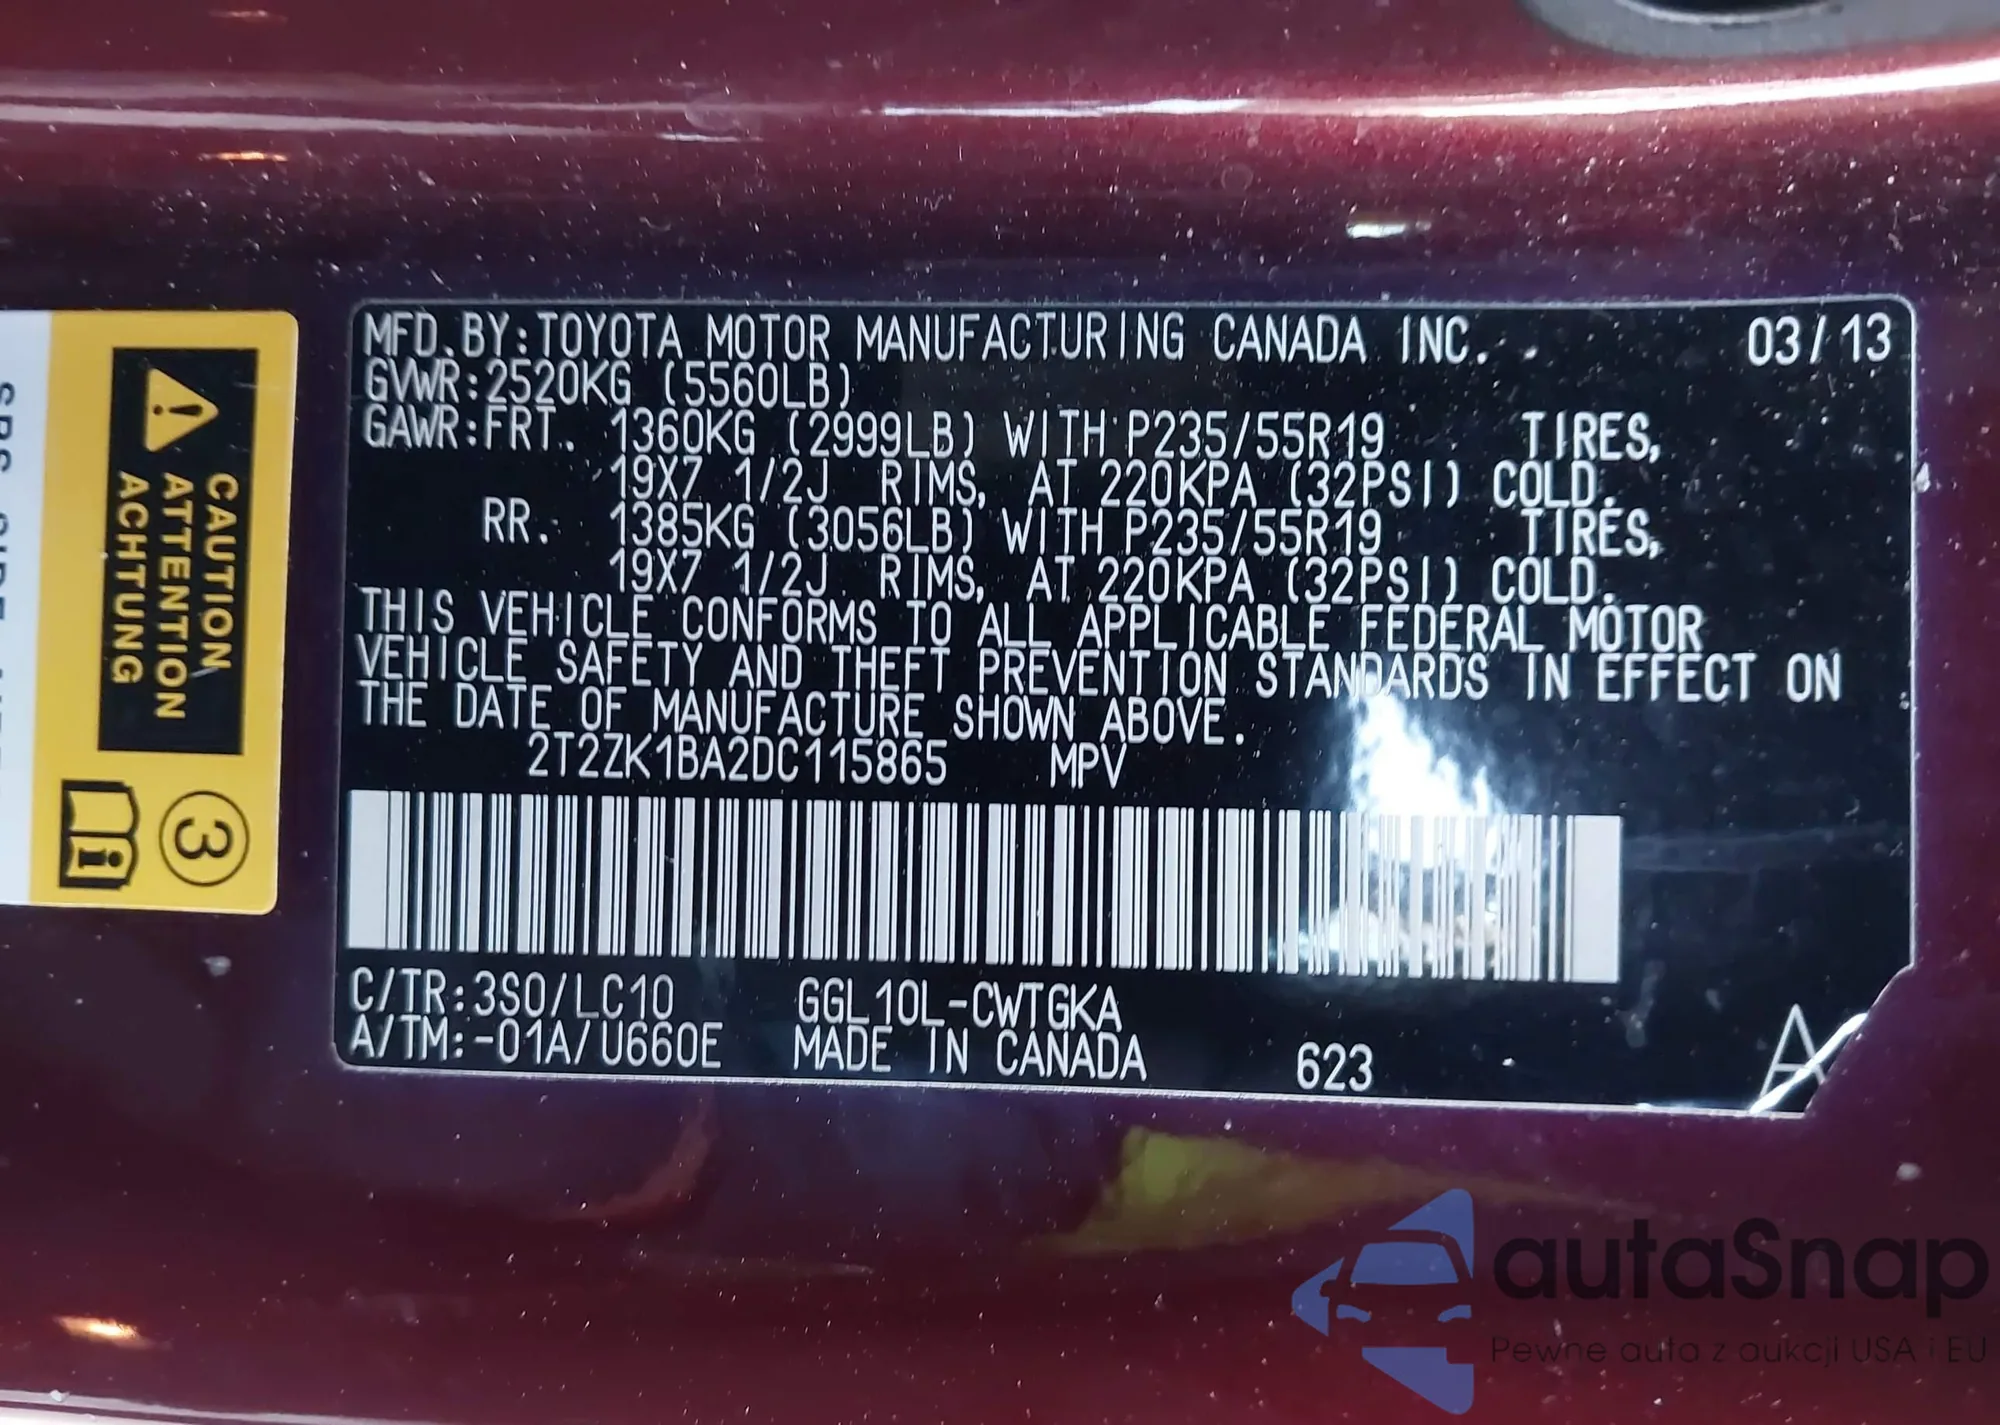 MFD. BY: TOYOTA MOTOR MANUFACTURING CANADA INC. 03/13
GVWR: 2520KG (5560LB)
GAWR: FRT. 1360KG (2999LB) WITH P235/55R19 TIRES,
19X7 1/2J RIMS, AT 220KPA (32PSI) COLD.
RR. 1385KG (3056LB) WITH P235/55R19 TIRES,
19X7 1/2J RIMS, AT 220KPA (32PSI) COLD.
THIS VEHICLE CONFORMS TO ALL APPLICABLE FEDERAL MOTOR
VEHICLE SAFETY AND THEFT PREVENTION STANDARDS IN EFFECT ON
THE DATE OF MANUFACTURE SHOWN ABOVE.
2T2ZK1BA2DC115865 MPV
C/TR: 3S0/LC10 GGL10L-CWTGKA
A/TM: -01A/U660E MADE IN CANADA 623 A
CAUTION
ATTENTION
ACHTUNG
3
autaSnap
Pewne auta z aukcji USA i EU